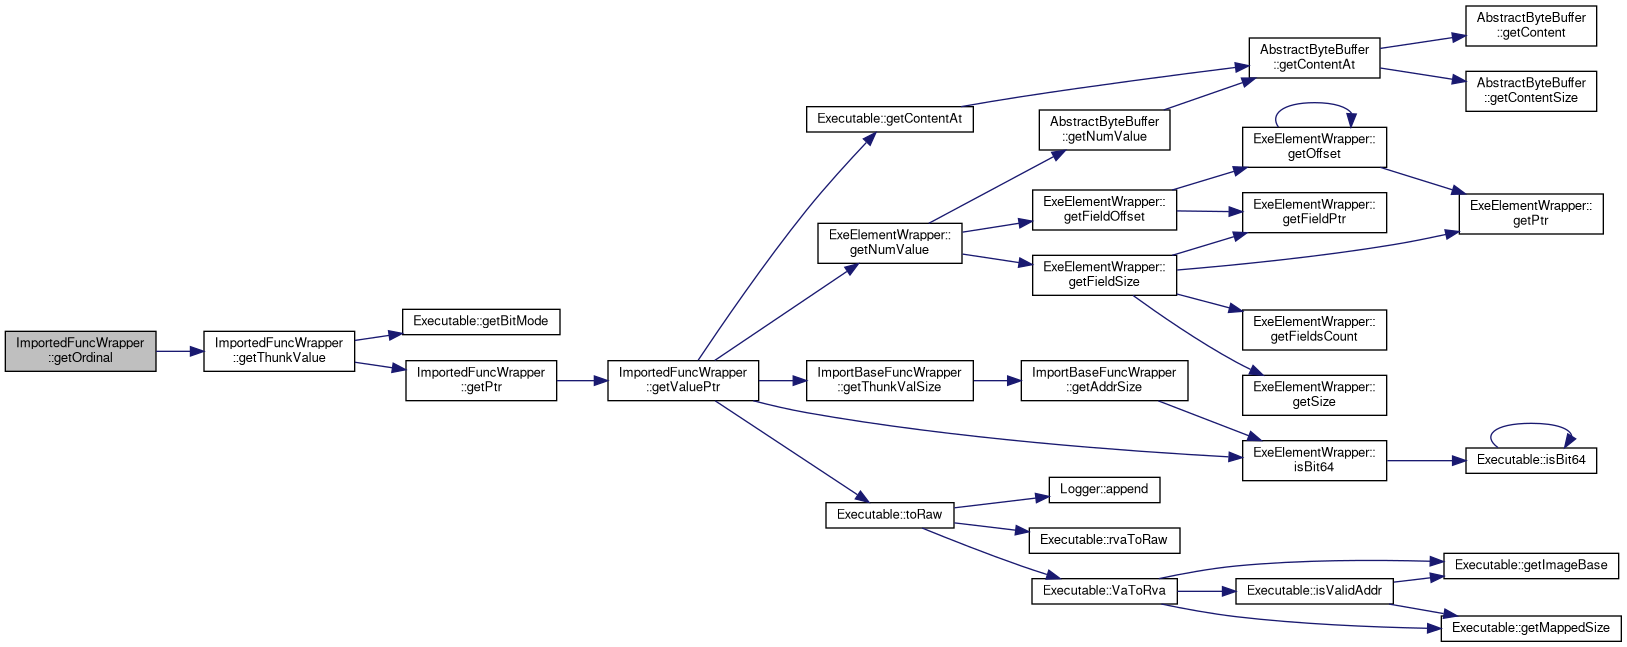 ImportedFuncWrapper
::getOrdinal
ImportedFuncWrapper
::getThunkValue
Executable::getBitMode
ImportedFuncWrapper
::getPtr
ImportedFuncWrapper
::getValuePtr
Executable::getContentAt
ExeElementWrapper::
getNumValue
ImportBaseFuncWrapper
::getThunkValSize
Executable::toRaw
AbstractByteBuffer
::getNumValue
ExeElementWrapper::
getFieldOffset
ExeElementWrapper::
getFieldSize
ImportBaseFuncWrapper
::getAddrSize
Logger::append
Executable::rvaToRaw
Executable::VaToRva
AbstractByteBuffer
::getContentAt
ExeElementWrapper::
getOffset
ExeElementWrapper::
getFieldPtr
ExeElementWrapper::
getFieldsCount
ExeElementWrapper::
getSize
ExeElementWrapper::
isBit64
Executable::isValidAddr
AbstractByteBuffer
::getContent
AbstractByteBuffer
::getContentSize
ExeElementWrapper::
getPtr
Executable::isBit64
Executable::getImageBase
Executable::getMappedSize